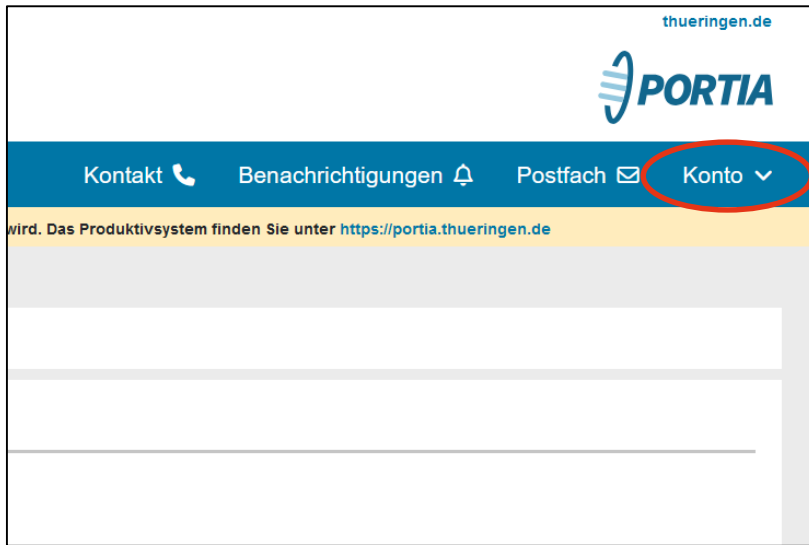 thueringen.de
PORTIA
Kontakt Benachrichtigungen Postfach Konto
wird. Das Produktivsystem finden Sie unter https://portia.thueringen.de